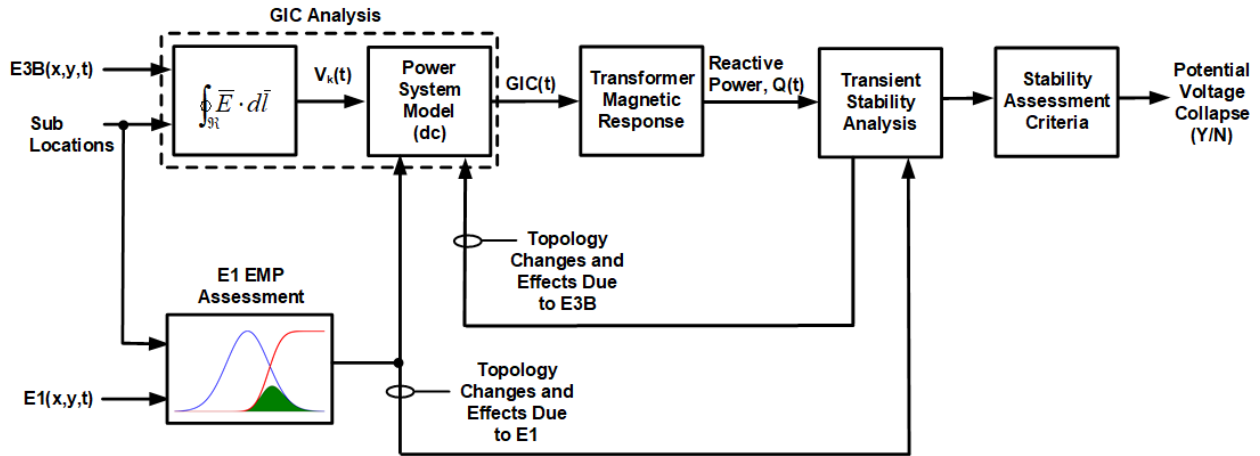 GIC Analysis
E3B(x,y,t)
Sub
Locations
∮ℜ E̅ · dl̅
Vk(t)
Power
System
Model
(dc)
GIC(t)
Transformer
Magnetic
Response
Reactive
Power, Q(t)
Transient
Stability
Analysis
Stability
Assessment
Criteria
Potential
Voltage
Collapse
(Y/N)
Topology
Changes and
Effects Due
to E3B
E1 EMP
Assessment
E1(x,y,t)
Topology
Changes and
Effects Due
to E1